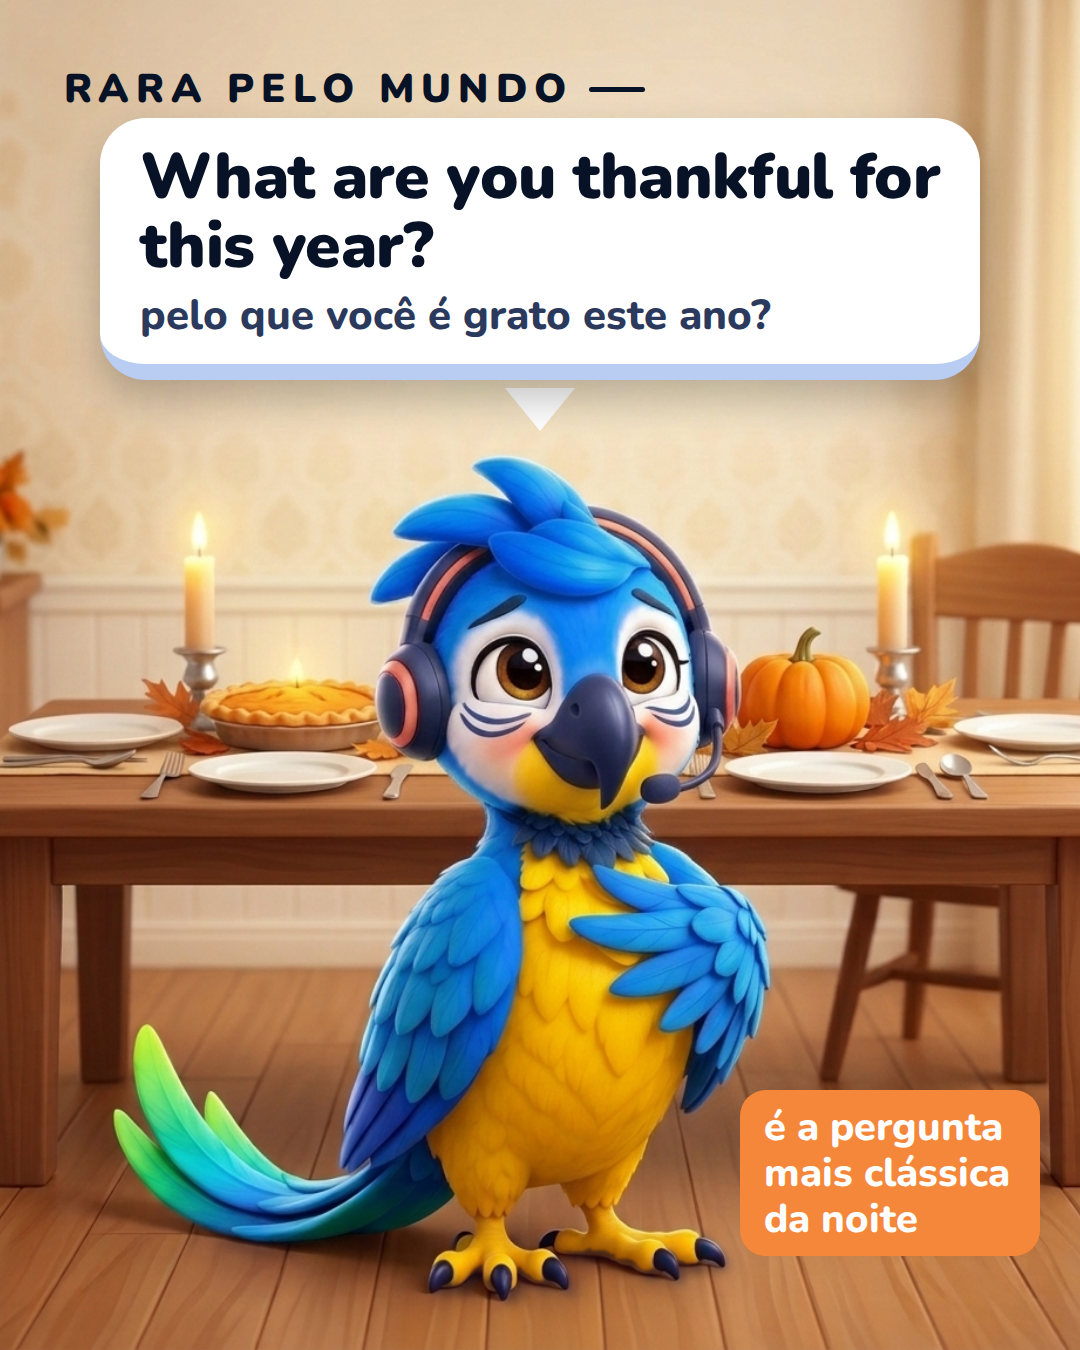 RARA PELO MUNDO —
What are you thankful for
this year?
pelo que você é grato este ano?
é a pergunta
mais clássica
da noite